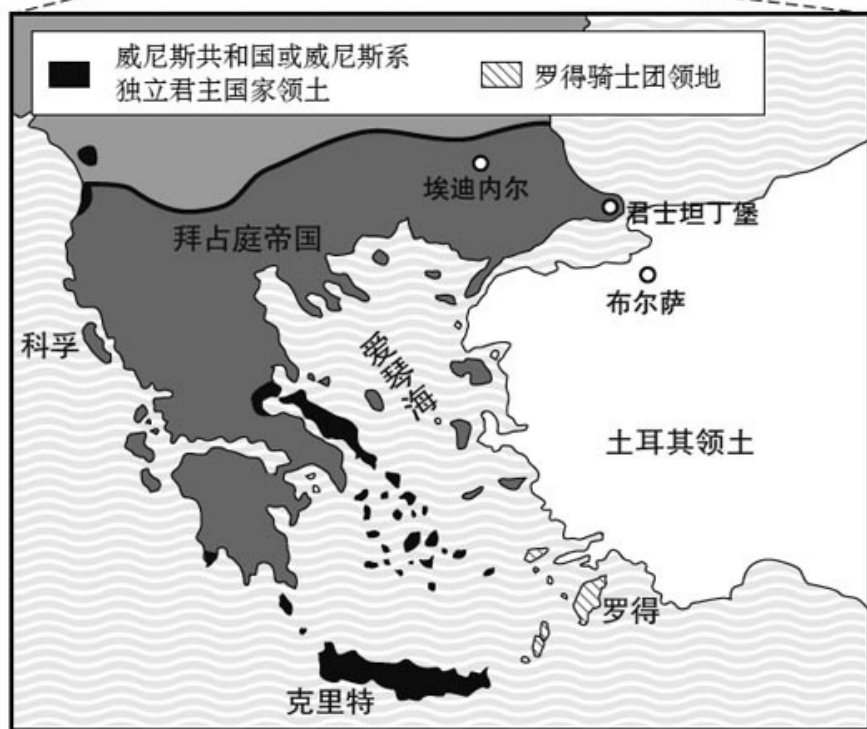 威尼斯共和国或威尼斯系
独立君主国家领土
罗得骑士团领地
埃迪内尔
君士坦丁堡
拜占庭帝国
布尔萨
科孚
爱琴海
土耳其领土
罗得
克里特